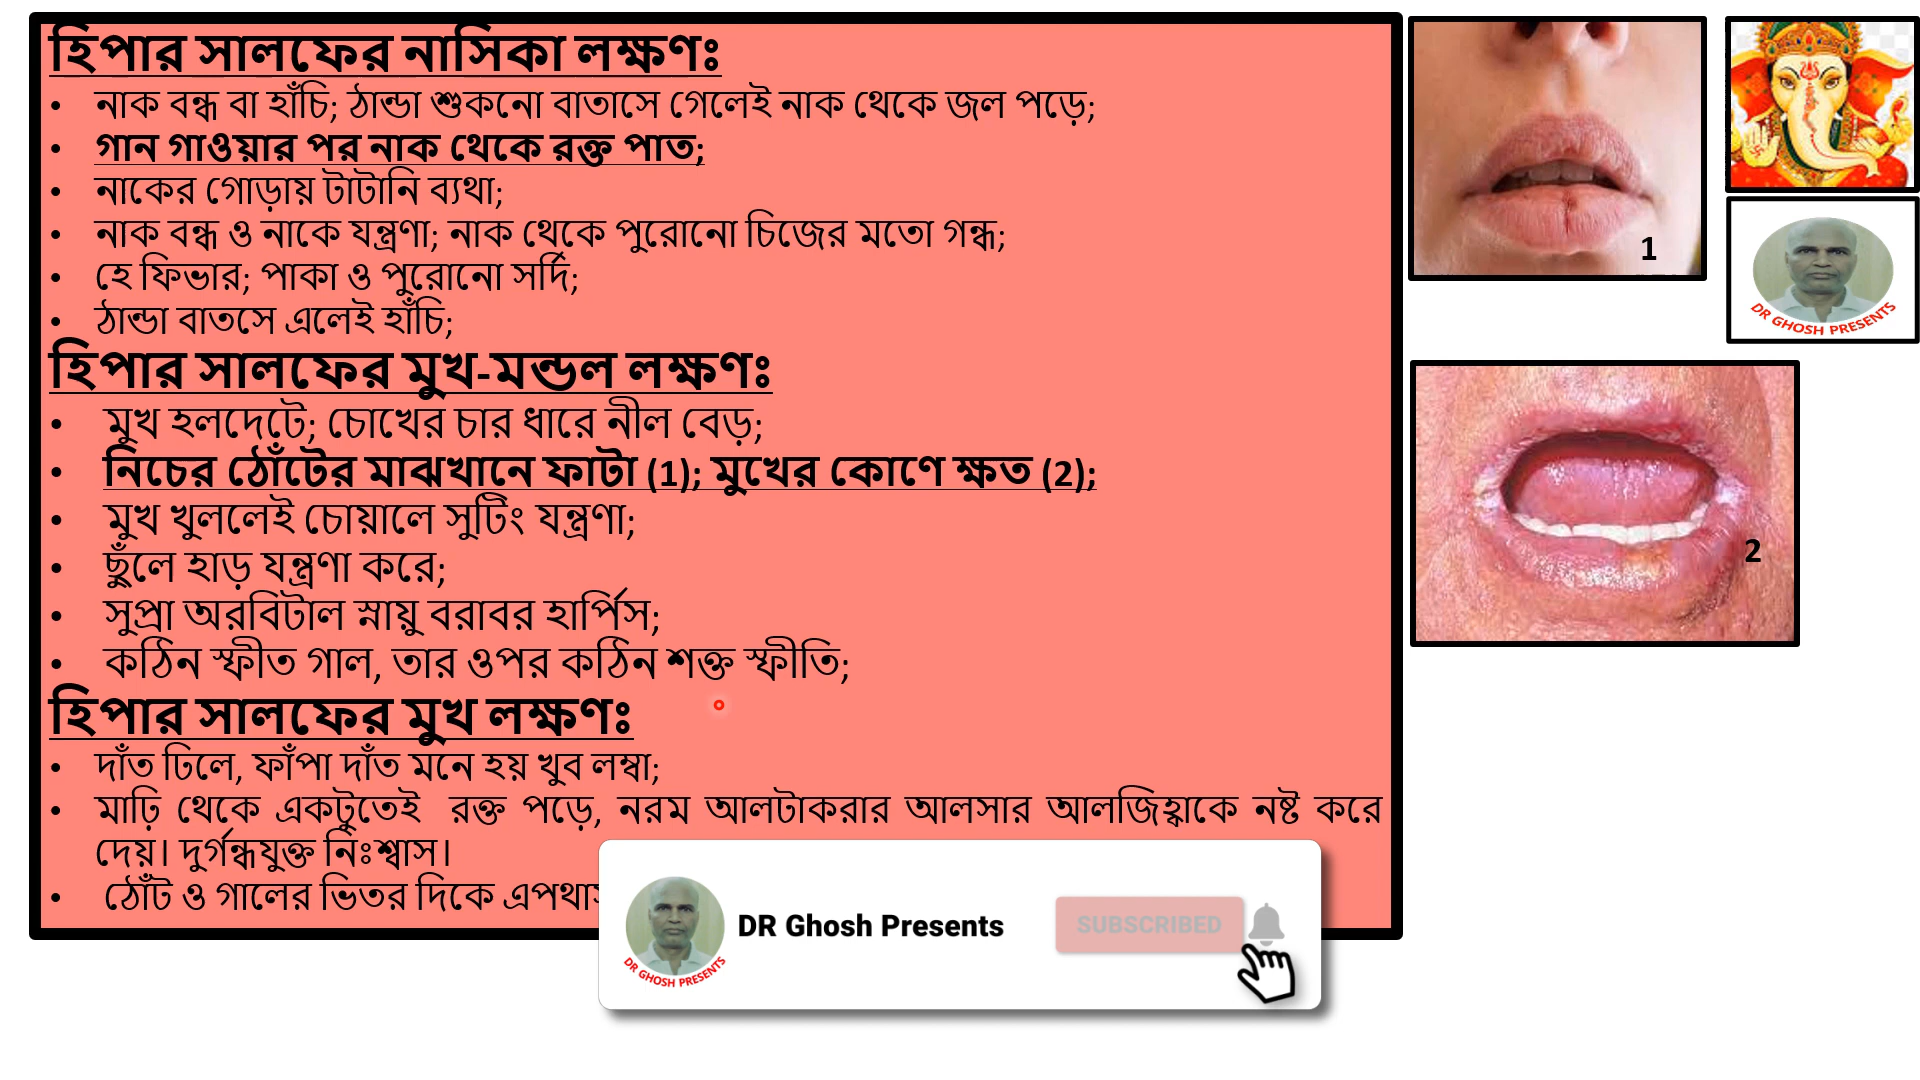 হিপার সালফের নাসিকা লক্ষণঃ
• নাক বন্ধ বা হাঁচি; ঠান্ডা শুকনো বাতাসে গেলেই নাক থেকে জল পড়ে;
• গান গাওয়ার পর নাক থেকে রক্ত পাত;
• নাকের গোড়ায় টাটানি ব্যথা;
• নাক বন্ধ ও নাকে যন্ত্রণা; নাক থেকে পুরোনো চিজের মতো গন্ধ;
• হে ফিভার; পাকা ও পুরোনো সর্দি;
• ঠান্ডা বাতসে এলেই হাঁচি;
হিপার সালফের মুখ-মন্ডল লক্ষণঃ
• মুখ হলদেটে; চোখের চার ধারে নীল বেড়;
• নিচের ঠোঁটের মাঝখানে ফাটা (1); মুখের কোণে ক্ষত (2);
• মুখ খুললেই চোয়ালে সুটিং যন্ত্রণা;
• ছুঁলে হাড় যন্ত্রণা করে;
• সুপ্রা অরবিটাল স্নায়ু বরাবর হার্পিস;
• কঠিন স্ফীত গাল, তার ওপর কঠিন শক্ত স্ফীতি;
হিপার সালফের মুখ লক্ষণঃ
• দাঁত ঢিলে, ফাঁপা দাঁত মনে হয় খুব লম্বা;
• মাঢ়ি থেকে একটুতেই রক্ত পড়ে, নরম আলটাকরার আলসার আলজিহ্বাকে নষ্ট করে
দেয়। দুর্গন্ধযুক্ত নিঃশ্বাস।
• ঠোঁট ও গালের ভিতর দিকে
1
DR GHOSH PRESENTS
2
DR GHOSH PRESENTS
DR Ghosh Presents
SUBSCRIBED